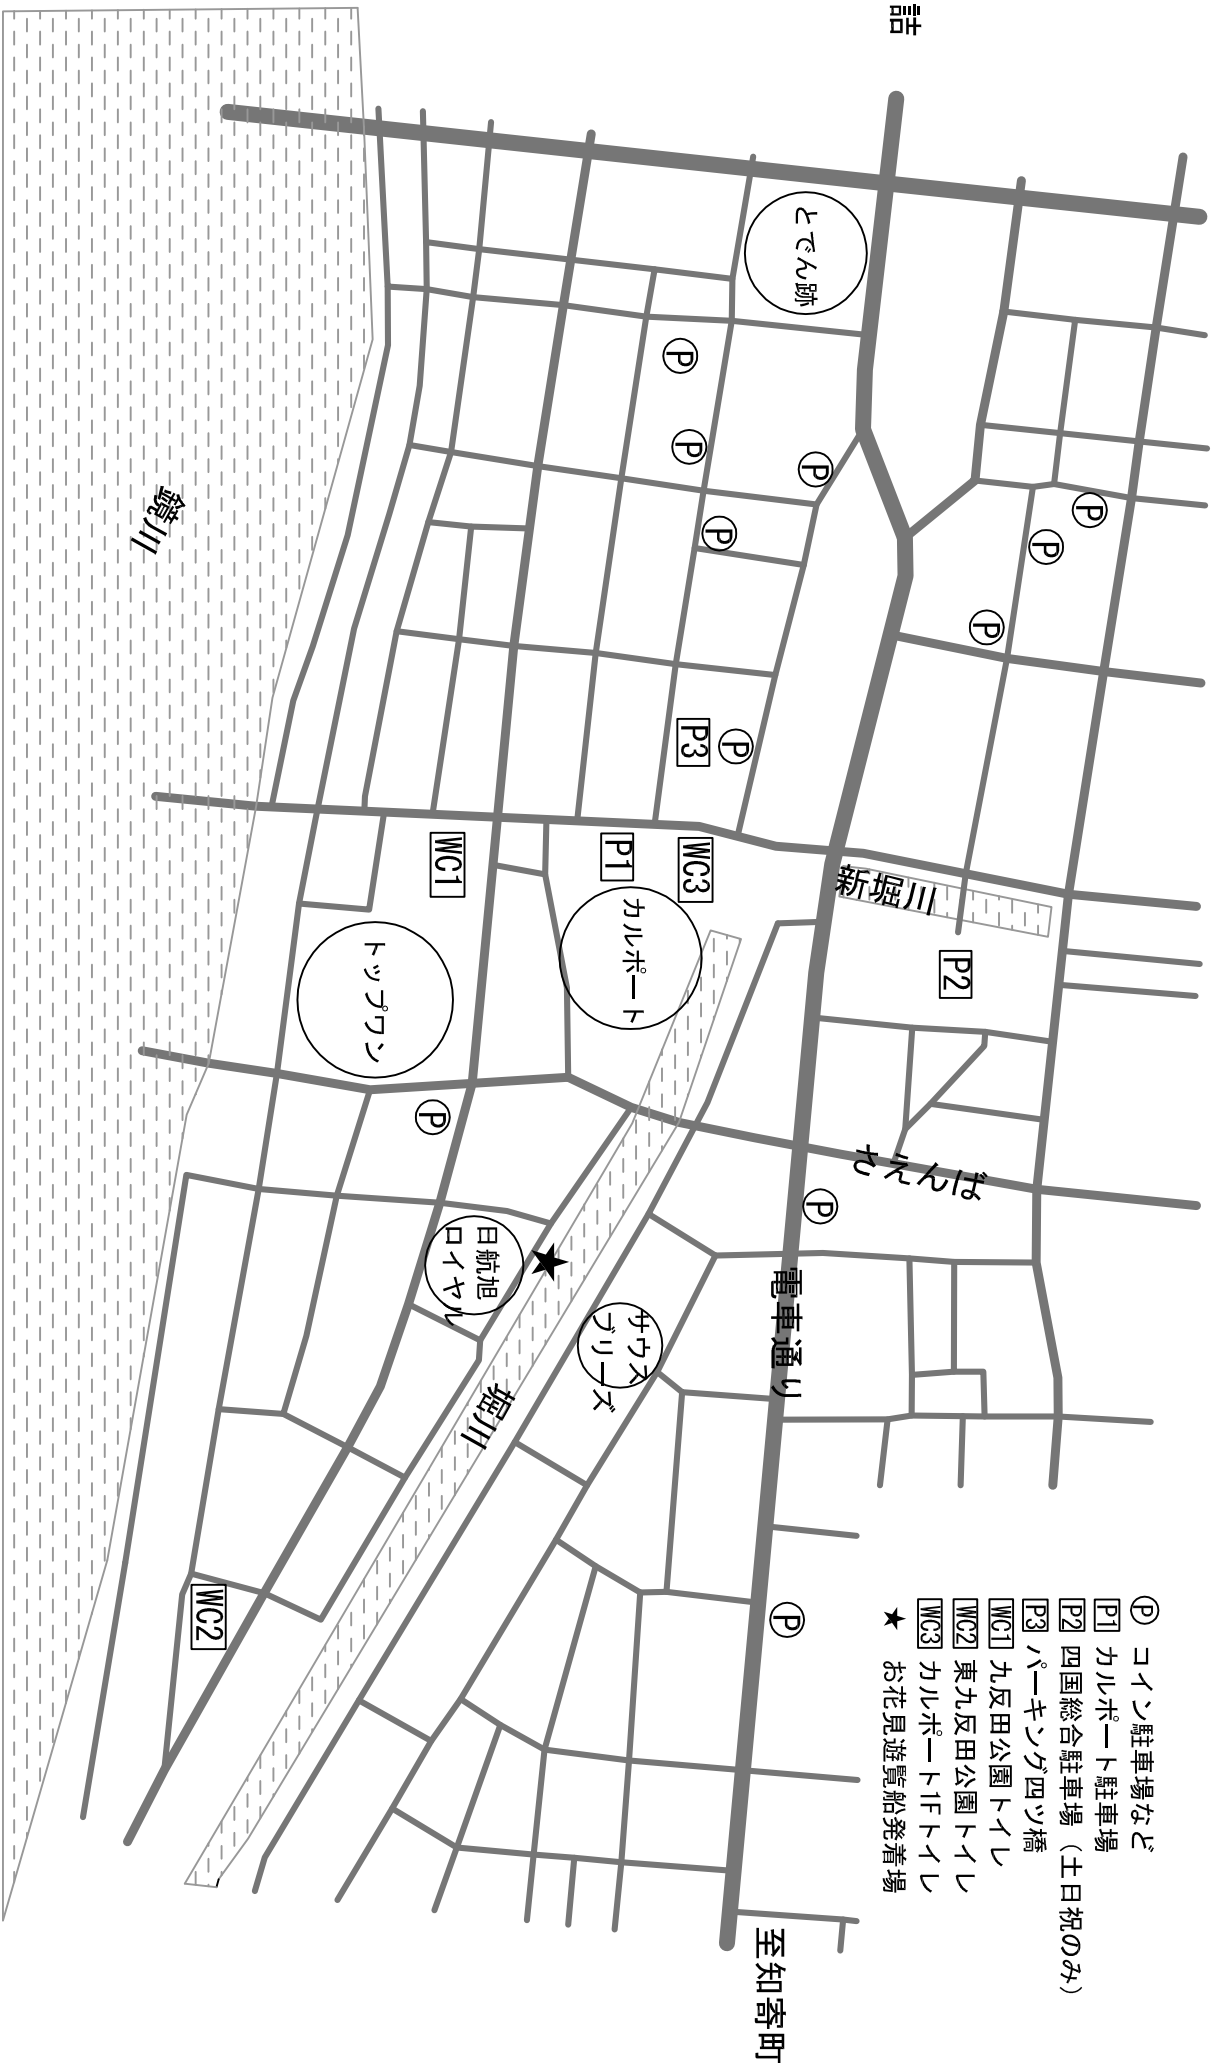 詰
とでん跡
Ⓟ
Ⓟ
Ⓟ
Ⓟ
Ⓟ
Ⓟ
Ⓟ
Ⓟ
P3
鏡川
新堀川
P2
WC3
P1
WC1
カルポート
トップワン
Ⓟ
さえんば
Ⓟ
電車通り
日航旭
ロイヤル
★
サウス
ブリーズ
堀川
WC2
Ⓟ
至知寄町
Ⓟ コイン駐車場など
P1 カルポート駐車場
P2 四国総合駐車場（土日祝のみ）
P3 パーキング四ツ橋
WC1 九反田公園トイレ
WC2 東九反田公園トイレ
WC3 カルポート1Fトイレ
★ お花見遊覧船発着場